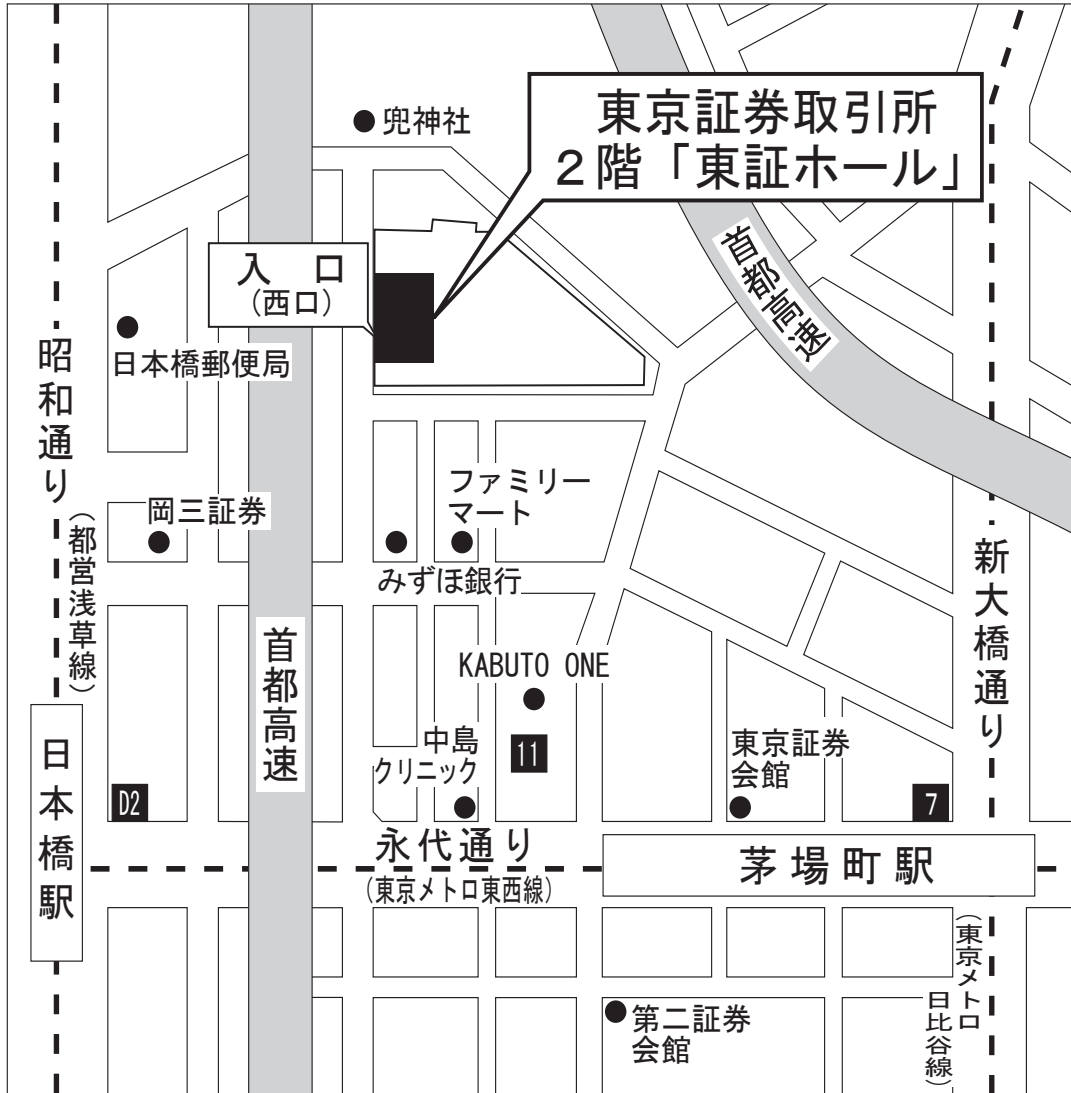 兜神社
東京証券取引所
２階「東証ホール」
入　口
（西口）
首都高速
日本橋郵便局
昭和通り
（都営浅草線）
岡三証券
ファミリー
マート
みずほ銀行
新大橋通り
首都高速
KABUTO ONE
11
中島
クリニック
東京証券
会館
7
D2
日本橋駅
永代通り
（東京メトロ東西線）
茅場町駅
（東京メトロ
日比谷線）
第二証券
会館